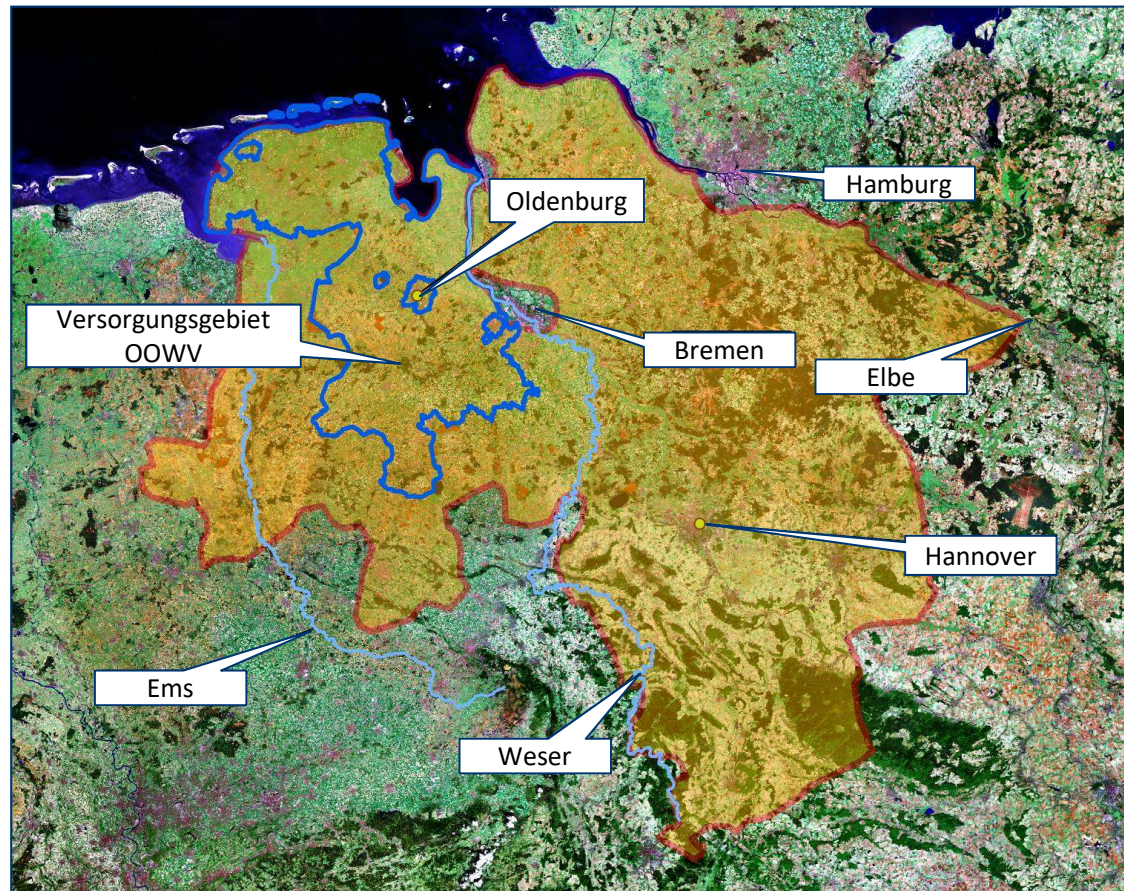 Hamburg
Oldenburg
Versorgungsgebiet
OOWV
Bremen
Elbe
Hannover
Ems
Weser